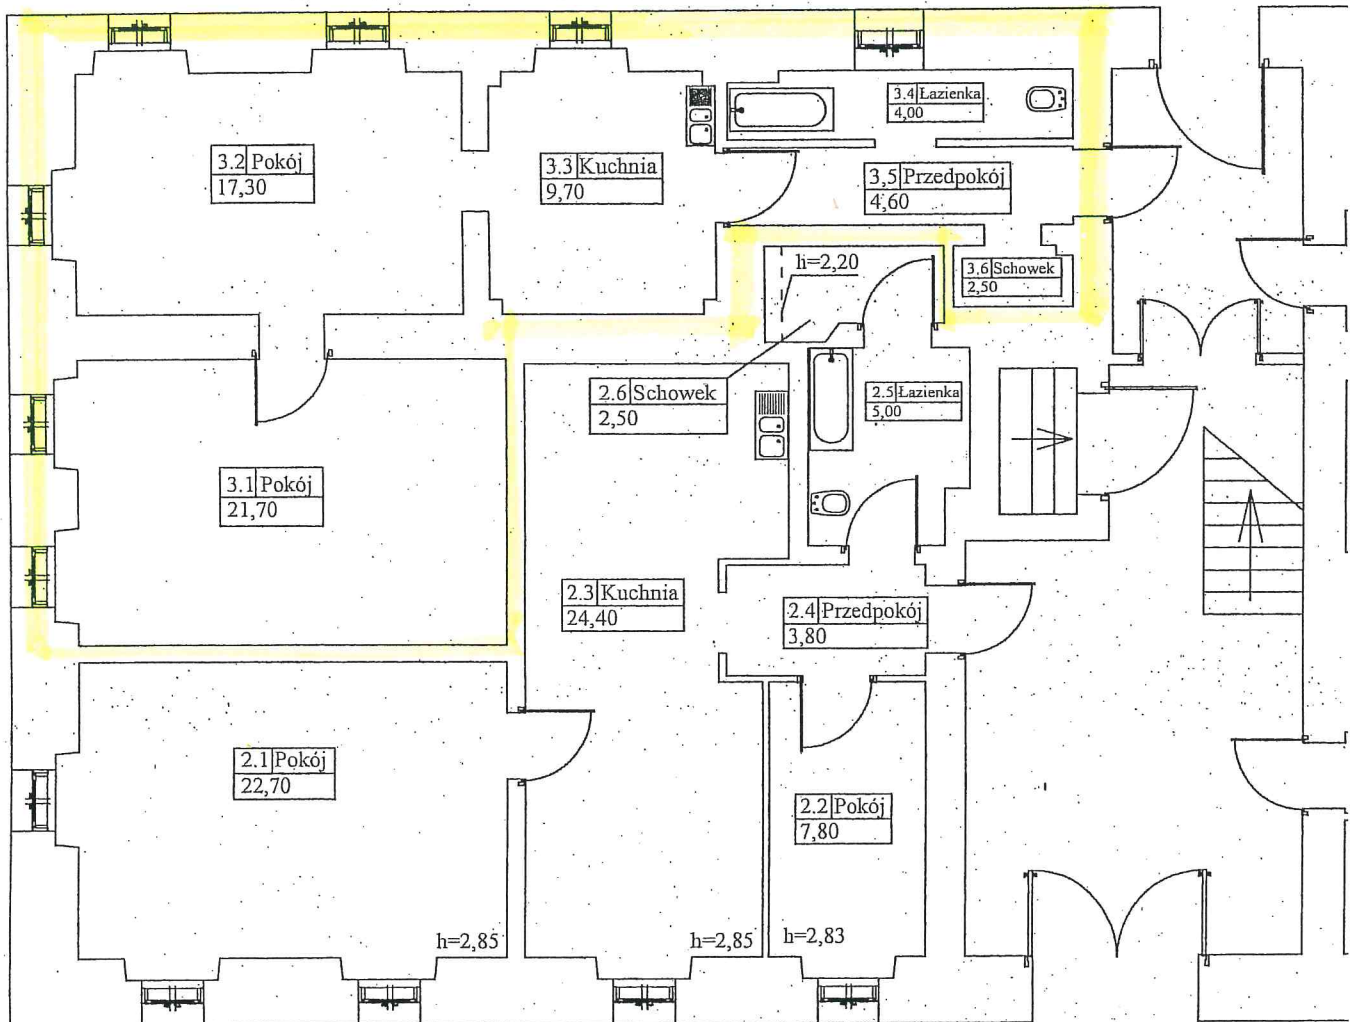 3.4 Łazienka
4,00
3.2 Pokój
17,30
3.3 Kuchnia
9,70
3,5 Przedpokój
4,60
h=2,20
3,6 Schowek
2,50
2.6 Schowek
2,50
2.5 Łazienka
5,00
3.1 Pokój
21,70
2.3 Kuchnia
24,40
2.4 Przedpokój
3,80
2.1 Pokój
22,70
2.2 Pokój
7,80
h=2,85
h=2,85
h=2,83